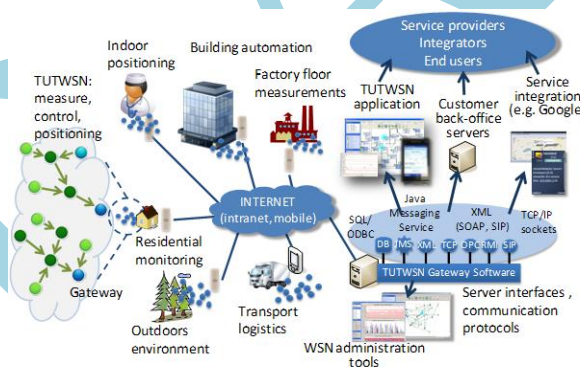 Service providers
Integrators
End users
Indoor
positioning
Building automation
Factory floor
measurements
TUTWSN:
measure,
control,
positioning
TUTWSN
application
Customer
back-office
servers
Service
integration
(e.g. Google)
INTERNET
(intranet, mobile)
SQL/
ODBC
Java
Messaging
Service
XML
(SOAP, SIP)
TCP/IP
sockets
DB JMS XML TCP OPC RMI SIP
TUTWSN Gateway Software
Residential
monitoring
Gateway
Outdoors
environment
Transport
logistics
Server interfaces ,
communication
protocols
WSN administration
tools